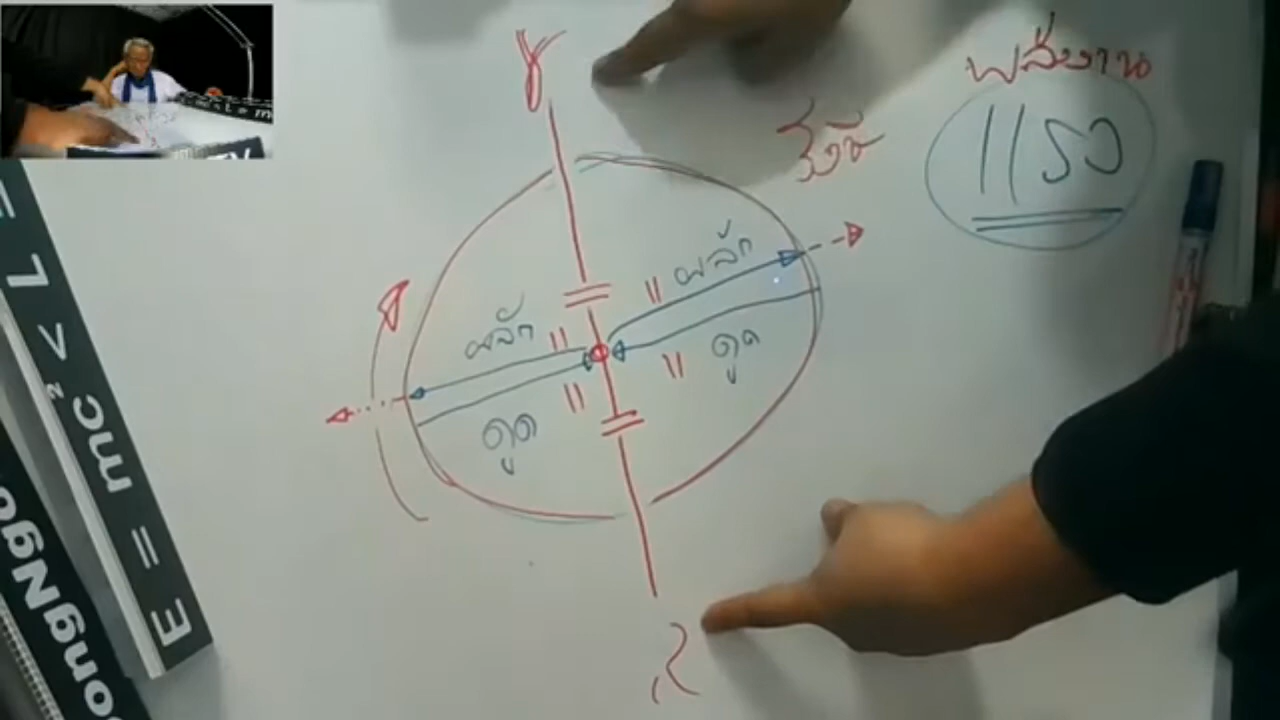 γ
พลังงาน
แรง
ผลัก
ผลัก
ดูด
ดูด
E = mc²
ongNgo